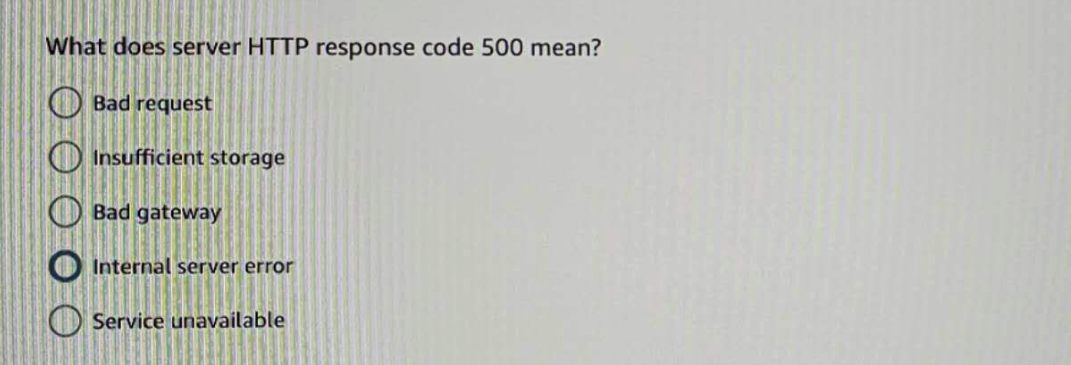 What does server HTTP response code 500 mean?
Bad request
Insufficient storage
Bad gateway
Internal server error
Service unavailable